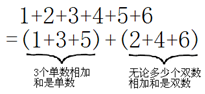 1+2+3+4+5+6
=(1+3+5)+(2+4+6)
3个单数相加 无论多少个双数
和是单数 相加和是双数